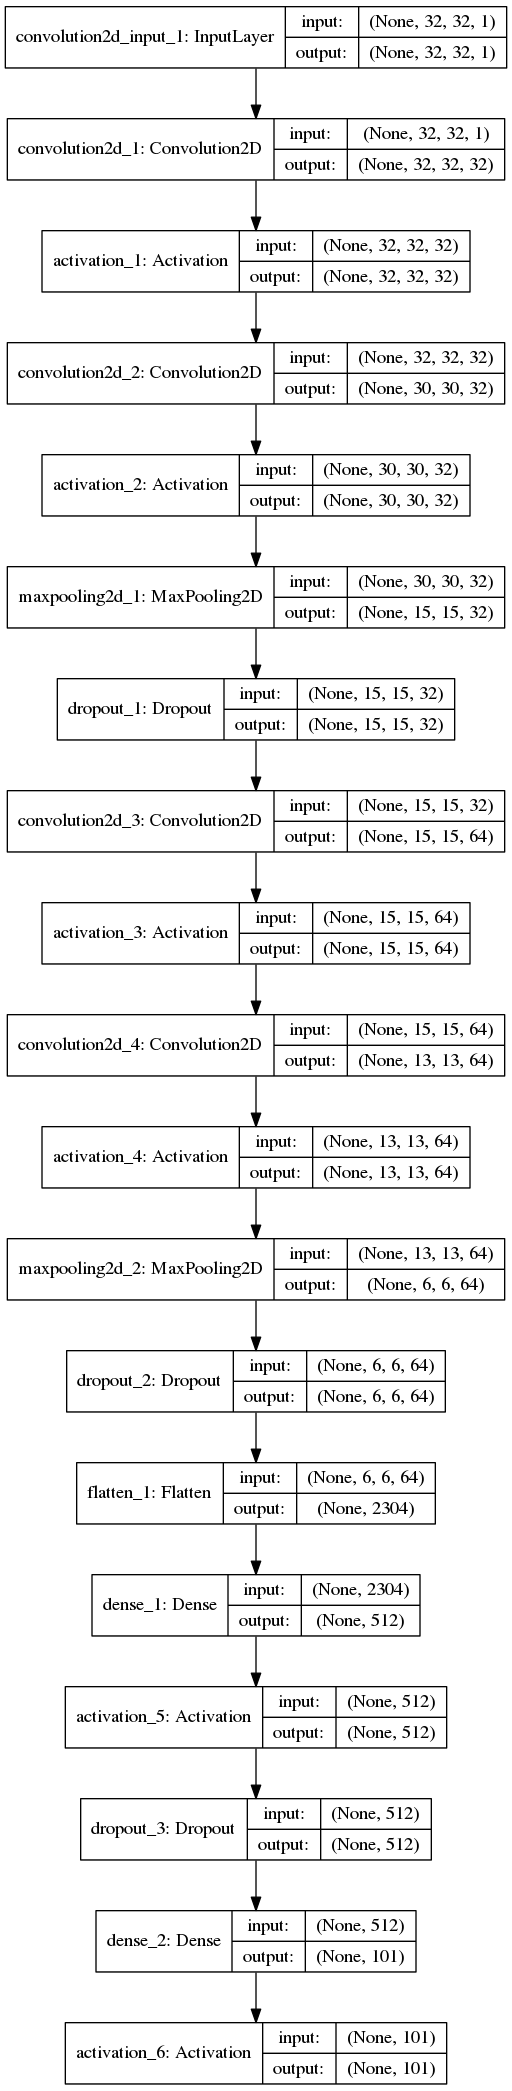 convolution2d_input_1: InputLayer
input: (None, 32, 32, 1)
output: (None, 32, 32, 1)
convolution2d_1: Convolution2D
input: (None, 32, 32, 1)
output: (None, 32, 32, 32)
activation_1: Activation
input: (None, 32, 32, 32)
output: (None, 32, 32, 32)
convolution2d_2: Convolution2D
input: (None, 32, 32, 32)
output: (None, 30, 30, 32)
activation_2: Activation
input: (None, 30, 30, 32)
output: (None, 30, 30, 32)
maxpooling2d_1: MaxPooling2D
input: (None, 30, 30, 32)
output: (None, 15, 15, 32)
dropout_1: Dropout
input: (None, 15, 15, 32)
output: (None, 15, 15, 32)
convolution2d_3: Convolution2D
input: (None, 15, 15, 32)
output: (None, 15, 15, 64)
activation_3: Activation
input: (None, 15, 15, 64)
output: (None, 15, 15, 64)
convolution2d_4: Convolution2D
input: (None, 15, 15, 64)
output: (None, 13, 13, 64)
activation_4: Activation
input: (None, 13, 13, 64)
output: (None, 13, 13, 64)
maxpooling2d_2: MaxPooling2D
input: (None, 13, 13, 64)
output: (None, 6, 6, 64)
dropout_2: Dropout
input: (None, 6, 6, 64)
output: (None, 6, 6, 64)
flatten_1: Flatten
input: (None, 6, 6, 64)
output: (None, 2304)
dense_1: Dense
input: (None, 2304)
output: (None, 512)
activation_5: Activation
input: (None, 512)
output: (None, 512)
dropout_3: Dropout
input: (None, 512)
output: (None, 512)
dense_2: Dense
input: (None, 512)
output: (None, 101)
activation_6: Activation
input: (None, 101)
output: (None, 101)